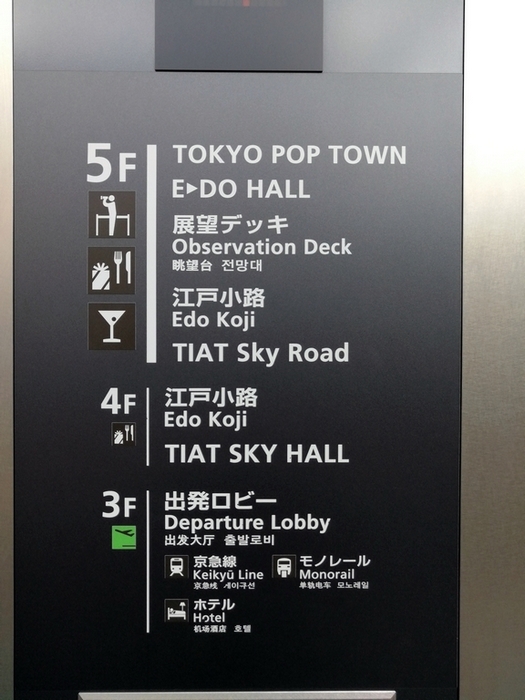 5F
TOKYO POP TOWN
E▶DO HALL
展望デッキ
Observation Deck
眺望台 전망대
江戸小路
Edo Koji
TIAT Sky Road
4F
江戸小路
Edo Koji
TIAT SKY HALL
3F
出発ロビー
Departure Lobby
出发大厅 출발로비
京急線
Keikyū Line
京急线 게이큐선
モノレール
Monorail
单轨电车 모노레일
ホテル
Hotel
机场酒店 호텔